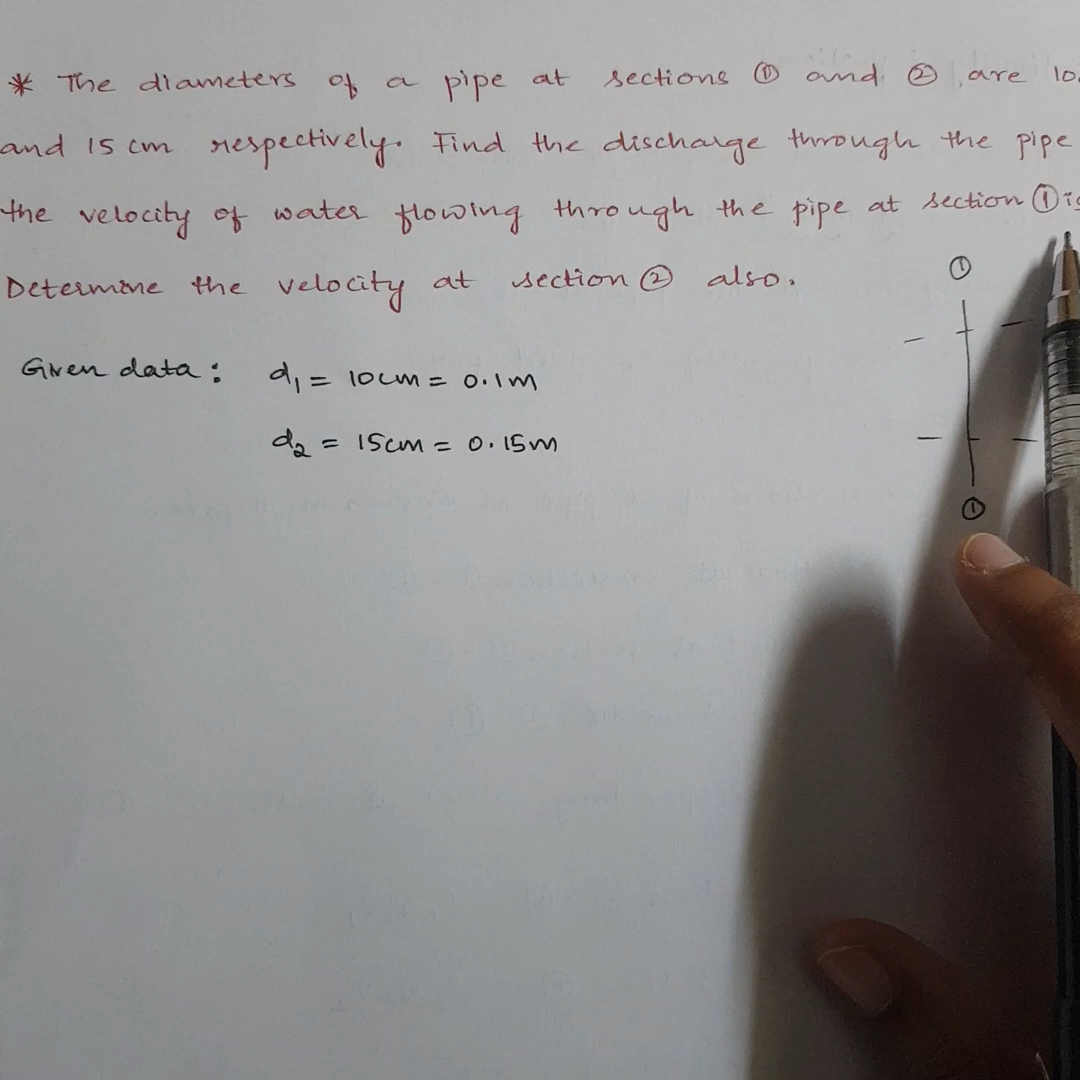 * The diameters of a pipe at sections ① and ② are 10
and 15 cm respectively. Find the discharge through the pipe
the velocity of water flowing through the pipe at section ① is
Determine the velocity at section ② also.
①
Given data: d₁ = 10cm = 0.1m
d₂ = 15cm = 0.15m
①